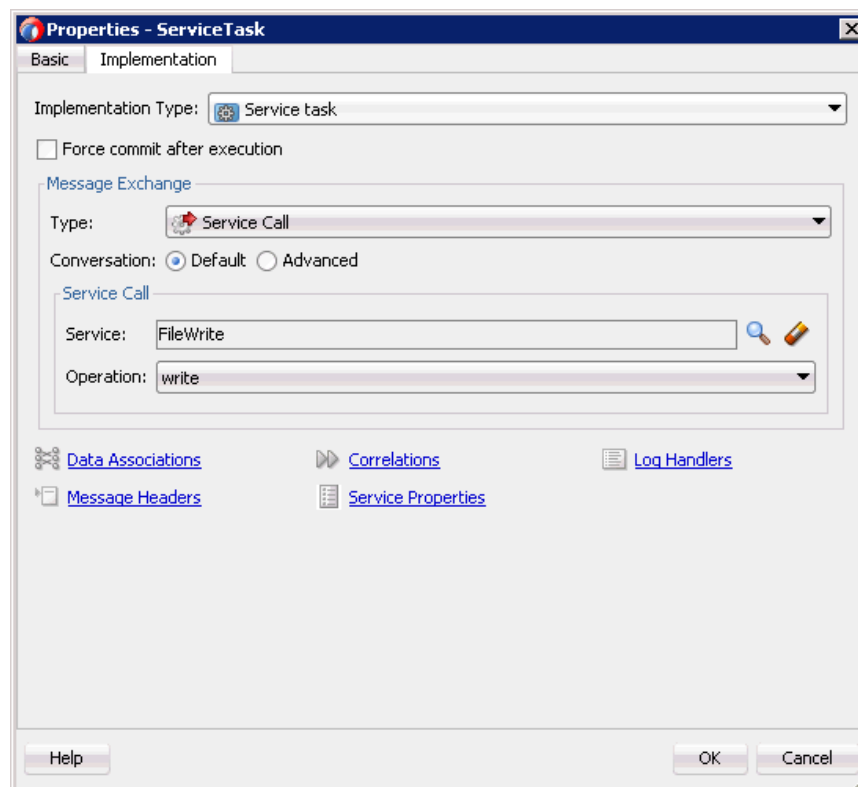 Properties - ServiceTask
Basic Implementation
Implementation Type: Service task
Force commit after execution
Message Exchange
Type: Service Call
Conversation: Default Advanced
Service Call
Service: FileWrite
Operation: write
Data Associations Correlations Log Handlers
Message Headers Service Properties
Help OK Cancel